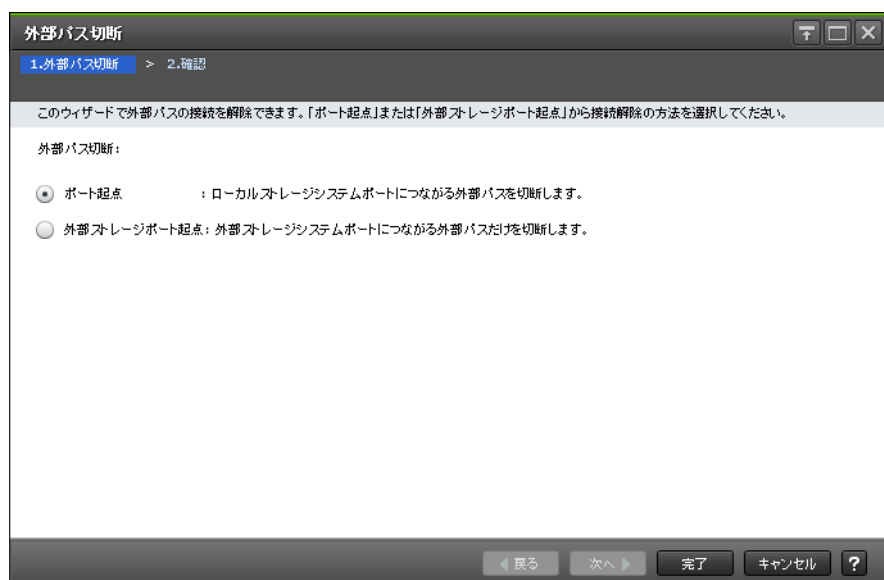 外部パス切断
1.外部パス切断 > 2.確認
このウィザードで外部パスの接続を解除できます。「ポート起点」または「外部ストレージポート起点」から接続解除の方法を選択してください。
外部パス切断:
ポート起点 : ローカルストレージシステムポートにつながる外部パスを切断します。
外部ストレージポート起点: 外部ストレージシステムポートにつながる外部パスだけを切断します。
戻る 次へ 完了 キャンセル ?